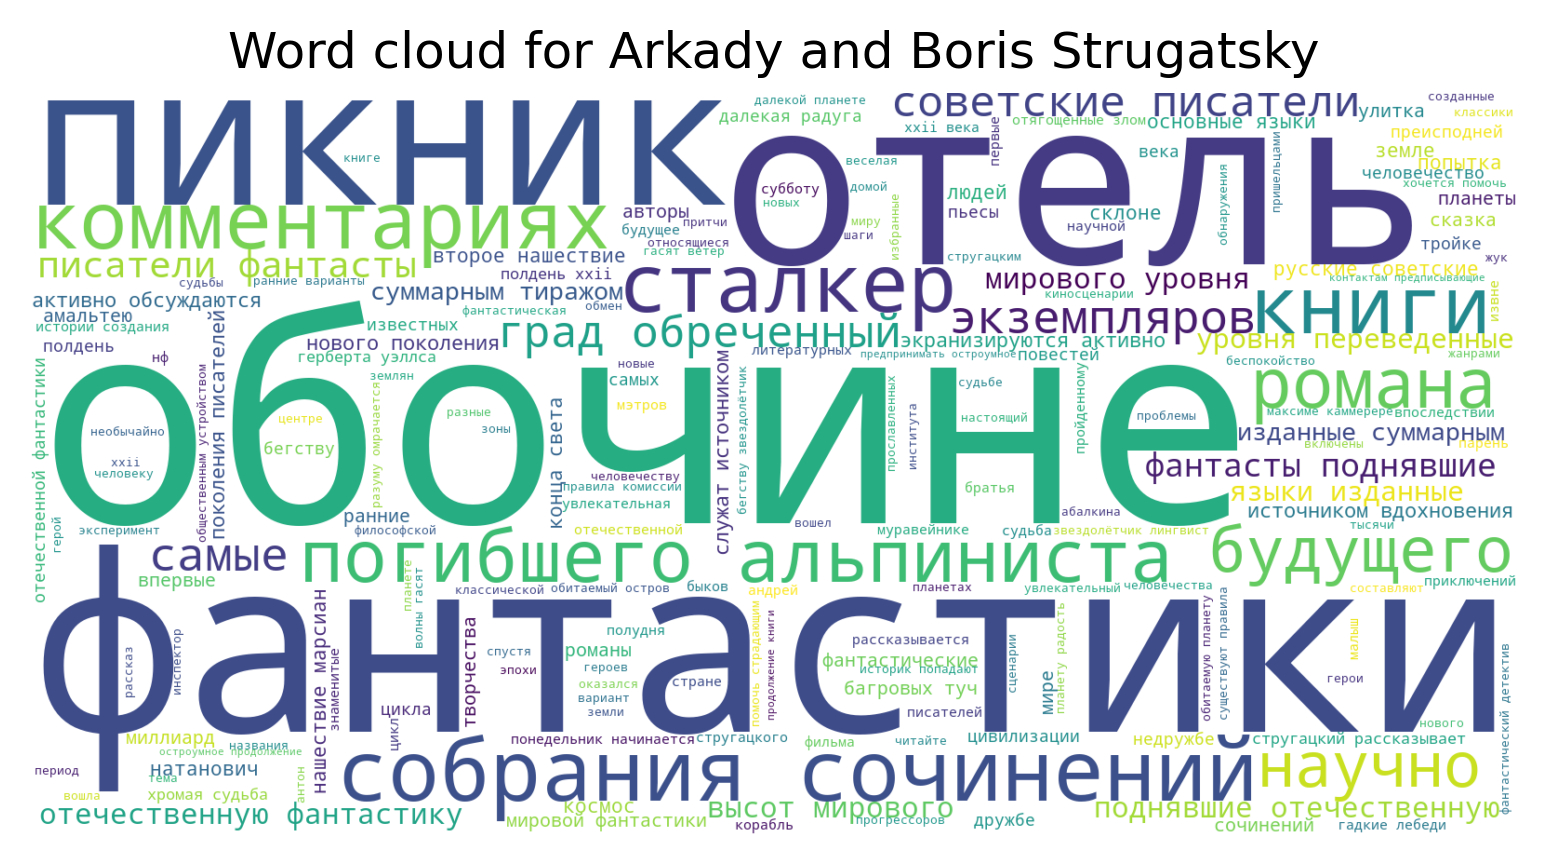 Word cloud for Arkady and Boris Strugatsky
далекой планете
советские писатели
созданные
пикник
далекая радуга
отягощенные злом
основные языки
улитка
классики
xxii века
первые
преисподней
книге
отель
веселая
века
земле
попытка
пришельцами
человечество
субботу
домой
людей
хочется помочь
новых
избранные
обнаружения
планеты
комментариях
авторы
притчи
миру
пьесы
склоне
сказка
будущее
шаги
научной
относящиеся
тройке
писатели фантасты
второе нашествие
гасят ветер
стругацким
жук
судьбы
ранние варианты
полдень xxii
сталкер
мирового уровня
русские советские
контактам предписывающие
активно обсуждаются
суммарным тиражом
киносценарии
книги
извне
амальтею
фантастическая
обмен
экземпляров
истории создания
известных
град обреченный
полдень
нового поколения
экранизируются активно
уровня переведенные
нф
герберта уэллса
литературных
предпринимать остроумное
повестей
жанрами
беспокойство
отечественной фантастики
общественным устройством
поколения писателей
обочине
землян
новые
самых
судьбе
романа
центре
разные
мэтров
настоящий
проблемы
максиме каммерере
впоследствии
необычайно
зоны
служат источником
бегству звездолётчик
прославленных
института
пройденному
изданные суммарным
xxii
бегству
разуму омрачается
конца света
включены
парень
человеку
человечеству
фантасты поднявшие
правила комиссии
братья
языки изданные
увлекательная
абалкина
источником вдохновения
ранние
вошел
герой
эксперимент
философской
отечественной
муравейнике
судьба
звездолётчик лингвист
тысячи
самые
погибшего альпиниста
будущего
впервые
планете
классической
обитаемый остров
быков
андрей
планетах
увлекательный
человечества
составляют
приключений
фантастики
волны гасят
нашествие марсиан
знаменитые
творчества
полудня
помочь страдающим
продолжение книги
рассказывается
сценарии
планету радость
обитаемую планету
существуют правила
малыш
инспектор
рассказ
спустя
романы
эпохи
героев
фантастические
историк попадают
оказался
стране
багровых туч
мире
герои
фантастический детектив
вариант
цикла
земли
писателей
нового
цикл
миллиард
названия
понедельник начинается
стругацкого
фильма
читайте
цивилизации
недружбе
стругацкий рассказывает
остроумное продолжение
период
натанович
тема
собрания сочинений
научно
вошла
хромая судьба
антон
отечественную фантастику
космос
высот мирового
поднявшие отечественную
мировой фантастики
корабль
прогрессоров
дружбе
сочинений
гадкие лебеди